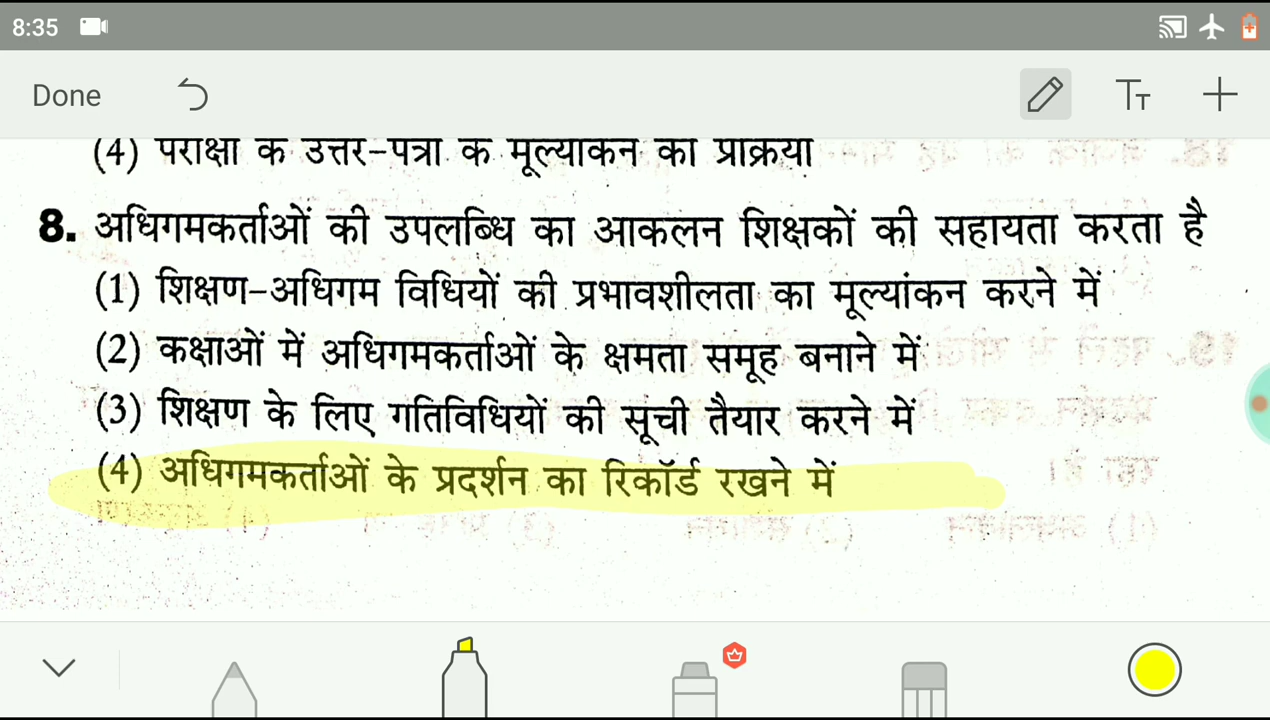 8:35
Done
(4) परीक्षा के उत्तर-पत्रों के मूल्यांकन की प्रक्रिया
8. अधिगमकर्ताओं की उपलब्धि का आकलन शिक्षकों की सहायता करता है
(1) शिक्षण-अधिगम विधियों की प्रभावशीलता का मूल्यांकन करने में
(2) कक्षाओं में अधिगमकर्ताओं के क्षमता समूह बनाने में
(3) शिक्षण के लिए गतिविधियों की सूची तैयार करने में
(4) अधिगमकर्ताओं के प्रदर्शन का रिकॉर्ड रखने में